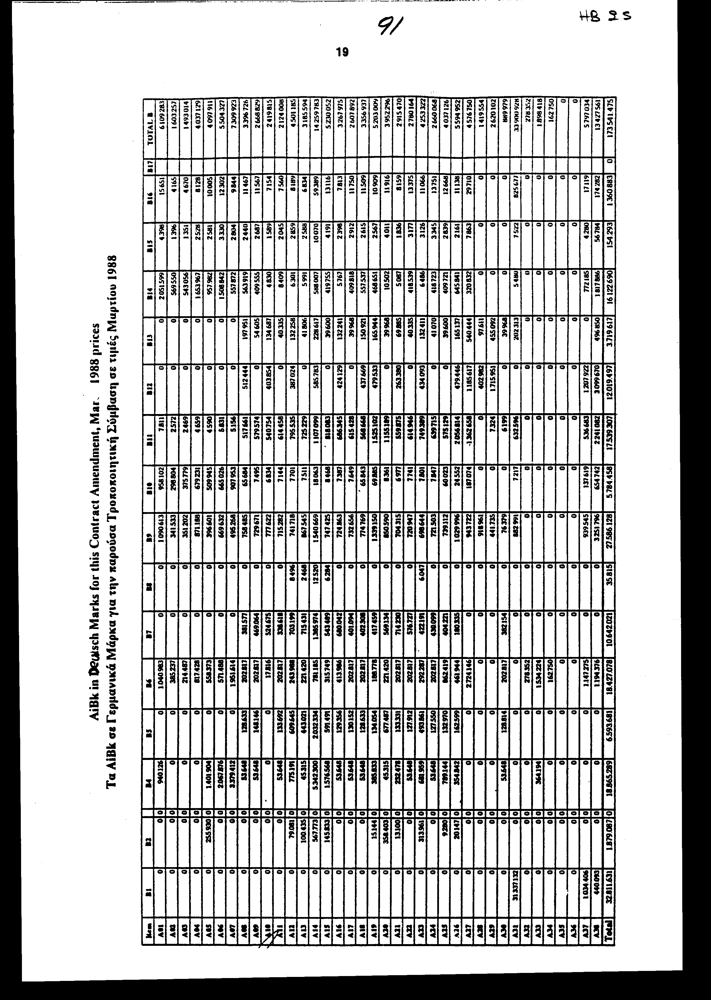 HB 25
91
19
AiBk in Deutsch Marks for this Contract Amendment, Mar. 1988 prices
Τα AiBk σε Γερμανικά Μάρκα για την παρούσα Τροποποιητική Σύμβαση σε τιμές Μαρτίου 1988
Item B1 B2 B4 B5 B6 B7 B8 B9 B10 B11 B12 B13 B14 B15 B16 B17 TOTAL B
A01 0 0 0 940.126 0 1.040.983 0 0 1 090 613 958 102 7.811 0 0 2 051 599 4 398 15 651 6 109 283
A02 0 0 0 0 0 385.237 0 0 341 533 298 804 2 572 0 0 569 550 1 396 4 165 1 603 257
A03 0 0 0 0 0 214.487 0 0 351 202 375.779 2.469 0 0 543 056 1 351 4 670 1 493 014
A04 0 0 0 0 0 817.428 0 0 871 188 679 231 4 659 0 0 1 653 967 2 528 8 128 4.037 129
A05 0 255.930 0 1.401.904 0 558.373 0 0 396 601 509 945 4 590 0 0 957 982 2 581 10 005 4 097 911
A06 0 0 0 2.067.876 0 571.488 0 0 669 632 665 026 5.831 0 0 1 508 842 3 330 12 302 5.504 327
A07 0 0 0 3.379.412 0 1.951.614 0 0 495 268 907 953 5.156 0 0 557 872 2 804 9 844 7.309 923
A08 0 0 0 53.648 128.633 202.817 381 577 0 758 485 65 684 517 661 512 444 197 951 563 919 2 440 11 467 3 396 726
A09 0 0 0 53.648 148.146 202.817 469.064 0 729 671 7.495 579 574 0 54 605 409 555 2 687 11 567 2 668 829
A10 0 0 0 0 0 17.816 524.675 0 777 622 6 834 540.754 403 854 134 687 4 830 1 589 7 154 2 419 815
A11 0 0 0 53.648 133.692 202.817 338.618 0 715 282 7 144 614 458 0 40 335 8 409 2 045 7 560 2 124 008
A12 0 79.081 0 775.191 609.645 243.988 703.199 8 496 741 718 7 701 795 535 387 024 132 258 6 301 2 859 8 189 4 501 185
A13 0 100.435 0 45.315 443.021 221.420 715.431 2 468 867 545 7 511 725 229 0 41 806 5 991 2 588 6 834 3 185 594
A14 0 567.773 0 5.342.300 2.032.334 781.185 1.385.974 12 520 1 540 669 18 063 1 107 099 585.783 228 617 588 007 10 070 59 389 14 259 783
A15 0 145.833 0 1.576.568 591.491 315.749 543.489 6 284 747 425 8 468 818 083 0 39 600 419.755 4 191 13 116 5 230 052
A16 0 0 0 53.648 129.356 413.986 680.042 0 724.863 7.387 686.345 424 129 132 241 5.767 2 398 7.813 3 267 975
A17 0 0 0 53.648 130.152 202.817 401.094 0 732 656 7.649 615 428 0 39 968 409 818 2 912 11 750 2 607 892
A18 0 0 0 53.648 128.633 202.817 402.308 0 774 769 65 843 568 668 437 669 150 921 557 537 2 615 11 509 3.356 937
A19 0 15.144 0 385.833 134.054 188.778 417.459 0 1.339 150 69 885 1 525.102 479 533 165 944 468 651 2 567 10 909 5 203 009
A20 0 358.403 0 45.315 677.487 221.420 569.134 0 850 590 8.361 1.155.189 0 39.968 10.502 4 011 11 916 3 952 296
A21 0 13.100 0 232.478 133.331 202.817 714.230 0 704.315 6 977 559.875 263 380 69.885 5 087 1 836 8 159 2 915 470
A22 0 0 0 53.648 127.912 202.817 576.727 0 720 947 7.741 614.946 0 40.335 418.539 3 177 13 375 2 780 164
A23 0 313.961 0 681.959 493.861 292.287 422.191 6.047 698 644 7.801 749.389 434.093 132.411 6 486 3 126 11 066 4 253 322
A24 0 0 0 53.648 127.550 202.817 430.099 0 721 503 7.847 639 715 0 41 070 418 723 3 345 13 751 2 660 068
A25 0 9 280 0 789.144 132.970 862.419 404 221 0 739 112 60 023 575 129 0 39 600 409 721 2 839 12 668 4 037 126
A26 0 20 147 0 354.842 162.599 461.944 180 335 0 1 029 996 24 552 2 056 814 479.446 165 137 645 841 2 161 11 138 5 594 952
A27 0 0 0 0 0 2.724.146 0 0 943 722 187 074 -1 362 658 1.185 617 540.444 320 832 7 863 29 710 4 576 750
A28 0 0 0 0 0 0 0 0 918 961 0 0 402 982 97.611 0 0 0 1 419 554
A29 0 0 0 0 0 0 0 0 441.735 0 7.324 1.715.951 455 092 0 0 0 2 620 102
A30 0 0 0 53.648 128.814 202 817 382 154 0 76 379 0 6 199 0 39 968 0 0 0 889 979
A31 31 337 132 0 0 0 0 0 0 0 882 991 7 217 632 596 0 202 313 5 480 7 522 825 677 33 900 928
A32 0 0 0 0 0 278 352 0 0 0 0 0 0 0 0 0 0 278 352
A33 0 0 0 364.194 0 1 534 224 0 0 0 0 0 0 0 0 0 0 1 898 418
A34 0 0 0 0 0 162.750 0 0 0 0 0 0 0 0 0 0 162 750
A35 0 0 0 0 0 0 0 0 0 0 0 0 0 0 0 0 0
A36 0 0 0 0 0 0 0 0 0 0 0 0 0 0 0 0 0
A37 1 034.406 0 0 0 0 1.147 275 0 0 939 545 137 619 536 683 1 207.922 0 772 185 4 280 17 119 5 797 034
A38 440.093 0 0 0 0 1.194 376 0 0 3 251 796 654 742 2 241 082 3 099 670 496 850 1 817 886 56 784 174 282 13 427 561
Total 32.811.631 1.879.087 0 18.865.289 6.593.681 18.427.078 10.642.021 35.815 27.586.128 5.784.458 17.539.307 12.019.497 3.719.617 16 122 690 154.293 1 360 883 0 173 541.475